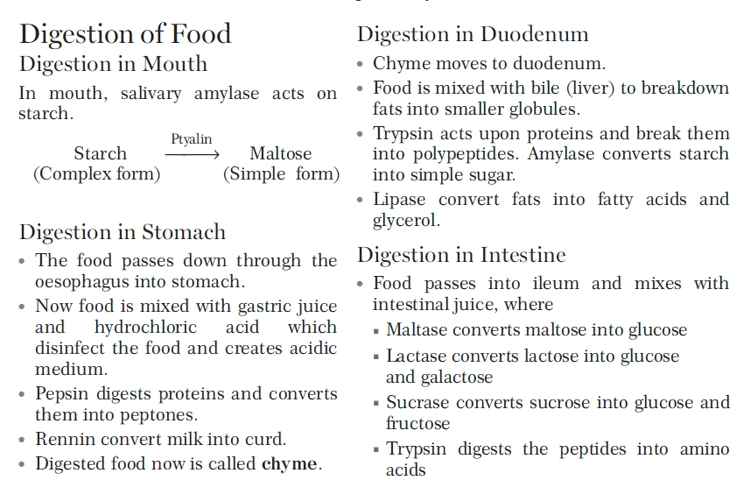 Digestion of Food
Digestion in Mouth
In mouth, salivary amylase acts on
starch.
Ptyalin
Starch ⟶ Maltose
(Complex form) (Simple form)
Digestion in Stomach
• The food passes down through the
oesophagus into stomach.
• Now food is mixed with gastric juice
and hydrochloric acid which
disinfect the food and creates acidic
medium.
• Pepsin digests proteins and converts
them into peptones.
• Rennin convert milk into curd.
• Digested food now is called chyme.
Digestion in Duodenum
• Chyme moves to duodenum.
• Food is mixed with bile (liver) to breakdown
fats into smaller globules.
• Trypsin acts upon proteins and break them
into polypeptides. Amylase converts starch
into simple sugar.
• Lipase convert fats into fatty acids and
glycerol.
Digestion in Intestine
• Food passes into ileum and mixes with
intestinal juice, where
▪ Maltase converts maltose into glucose
▪ Lactase converts lactose into glucose
and galactose
▪ Sucrase converts sucrose into glucose and
fructose
▪ Trypsin digests the peptides into amino
acids